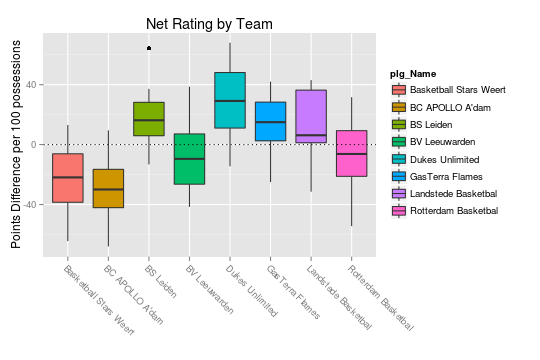 Net Rating by Team
Points Difference per 100 possessions
40
0
-40
Basketball Stars Weert
BC APOLLO A'dam
BS Leiden
BV Leeuwarden
Dukes Unlimited
GasTerra Flames
Landstede Basketbal
Rotterdam Basketbal
plg_Name
Basketball Stars Weert
BC APOLLO A'dam
BS Leiden
BV Leeuwarden
Dukes Unlimited
GasTerra Flames
Landstede Basketbal
Rotterdam Basketbal